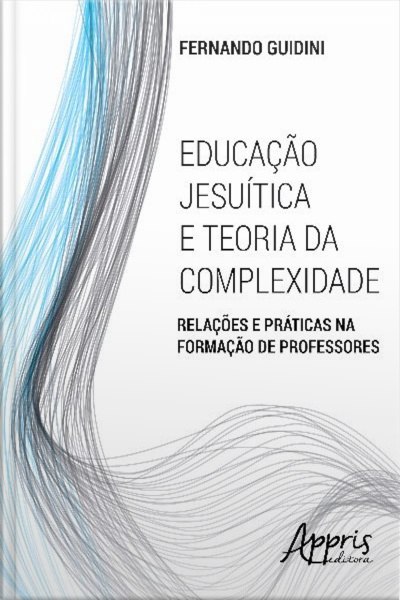 FERNANDO GUIDINI
EDUCAÇÃO
JESUÍTICA
E TEORIA DA
COMPLEXIDADE
RELAÇÕES E PRÁTICAS NA
FORMAÇÃO DE PROFESSORES
Appris
editora